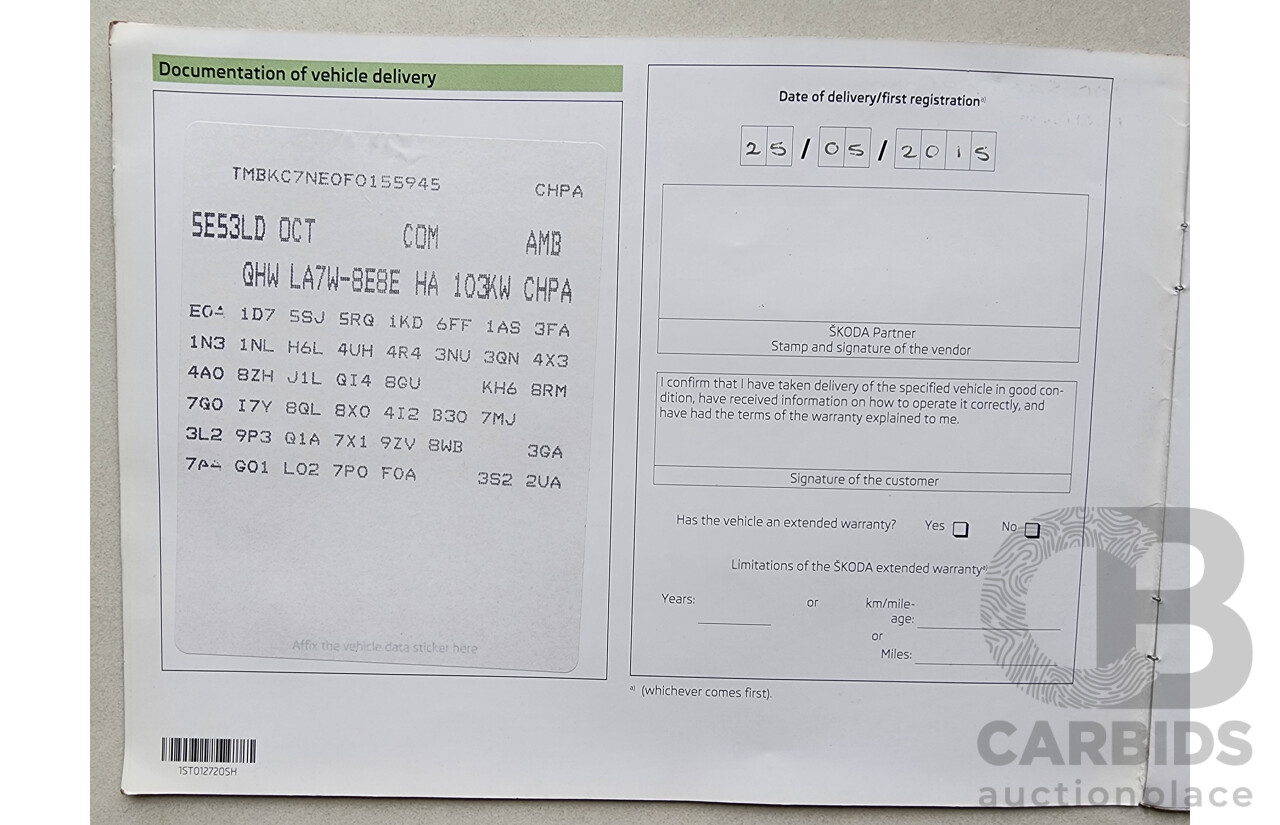 Documentation of vehicle delivery
TMBKC7NE0F0155945 CHPA
5E53LD OCT COM AMB
QHW LA7W-8E8E HA 103KW CHPA
E0A 1D7 5SJ 5RQ 1KD 6FF 1AS 3FA
1N3 1NL H6L 4UH 4R4 3NU 3QN 4X3
4A0 8ZH J1L QI4 8GU KH6 8RM
7G0 I7Y 8QL 8X0 4I2 B30 7MJ
3L2 9P3 Q1A 7X1 9ZV 8WB 3GA
7AA G01 L02 7P0 F0A 3S2 2UA
Affix the vehicle data sticker here
1ST012720SH
Date of delivery/first registration a)
25/05/2015
ŠKODA Partner
Stamp and signature of the vendor
I confirm that I have taken delivery of the specified vehicle in good con-
dition, have received information on how to operate it correctly, and
have had the terms of the warranty explained to me.
Signature of the customer
Has the vehicle an extended warranty? Yes No
Limitations of the ŠKODA extended warranty a)
Years: or km/mile-
age:
or
Miles:
a) (whichever comes first).
CB
CARBIDS
auctionplace